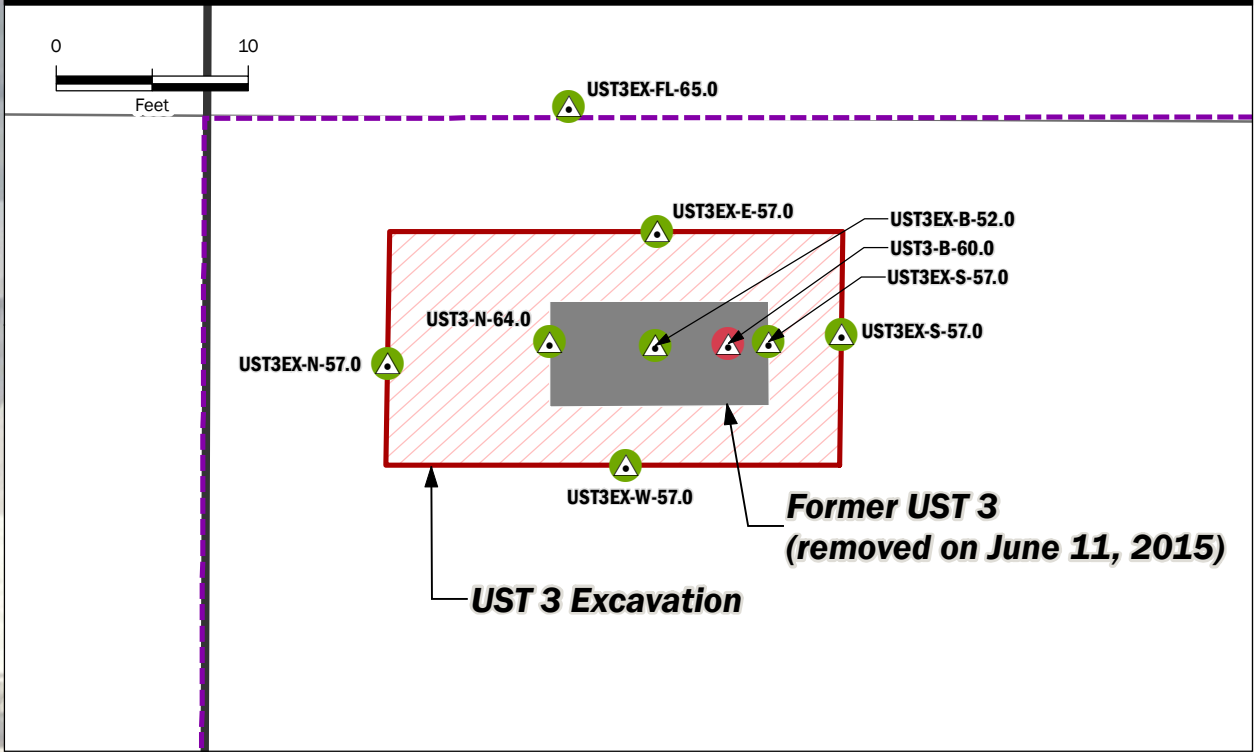 0 10
Feet
UST3EX-FL-65.0
UST3EX-E-57.0
UST3EX-B-52.0
UST3-B-60.0
UST3EX-S-57.0
UST3-N-64.0
UST3EX-S-57.0
UST3EX-N-57.0
UST3EX-W-57.0
Former UST 3
(removed on June 11, 2015)
UST 3 Excavation